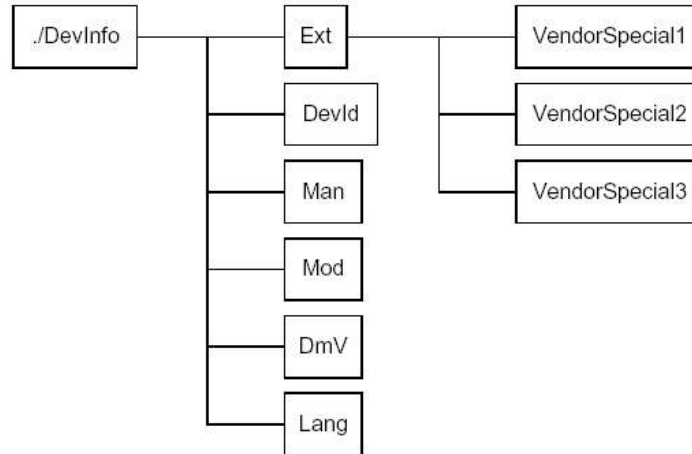 ./DevInfo
Ext
VendorSpecial1
DevId
VendorSpecial2
Man
VendorSpecial3
Mod
DmV
Lang